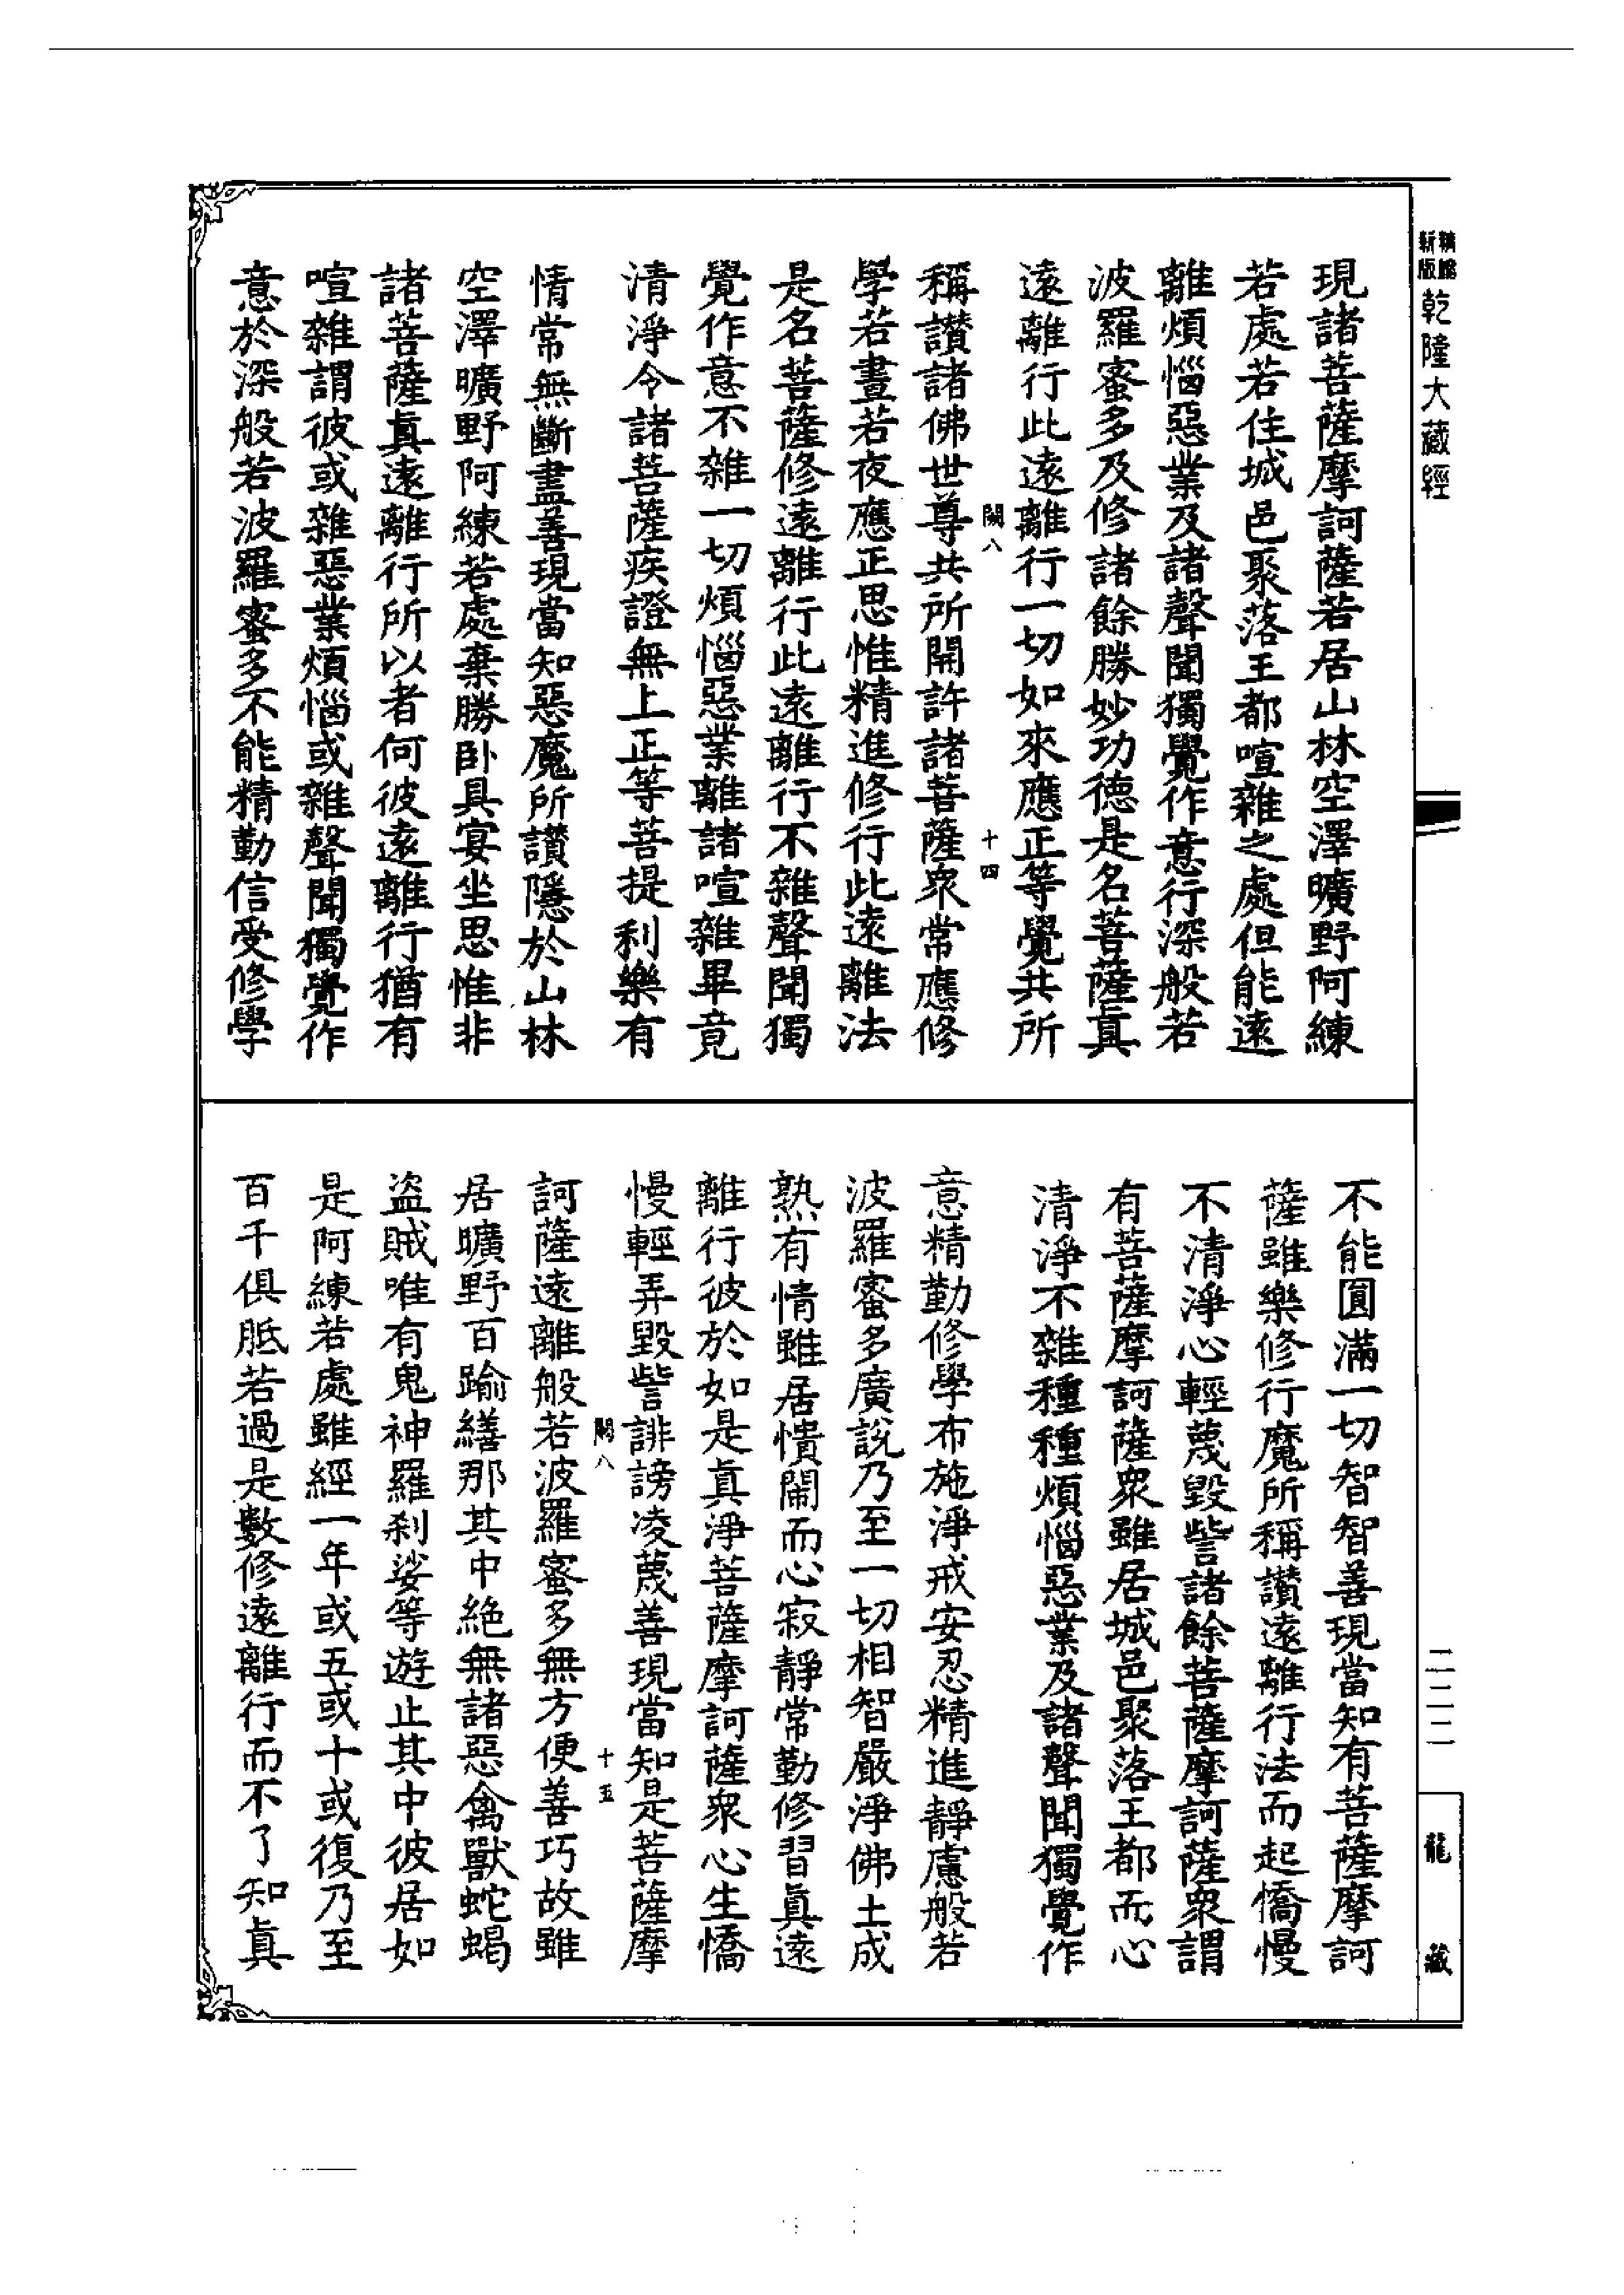 新版
乾隆大藏經
現諸菩薩摩訶薩若居山林空澤曠野阿練
若處若住城邑聚落王都喧雜之處但能遠
離煩惱惡業及諸聲聞獨覺作意行深般若
波羅蜜多及修諸餘勝妙功德是名菩薩真
遠離行此遠離行一切如來應正等覺共所
闕八
十四
稱讚諸佛世尊共所開許諸菩薩眾常應修
學若晝若夜應正思惟精進修行此遠離法
是名菩薩修遠離行此遠離行不雜聲聞獨
覺作意不雜一切煩惱惡業離諸喧雜畢竟
清淨令諸菩薩疾證無上正等菩提利樂有
情常無斷盡善現當知惡魔所讚隱於山林
空澤曠野阿練若處棄勝臥具宴坐思惟非
諸菩薩真遠離行所以者何彼遠離行猶有
喧雜謂彼或雜惡業煩惱或雜聲聞獨覺作
意於深般若波羅蜜多不能精勤信受修學
不能圓滿一切智智善現當知有菩薩摩訶
薩雖樂修行魔所稱讚遠離行法而起憍慢
不清淨心輕蔑毀訾諸餘菩薩摩訶薩眾謂
有菩薩摩訶薩眾雖居城邑聚落王都而心
清淨不雜種種煩惱惡業及諸聲聞獨覺作
意精勤修學布施淨戒安忍精進靜慮般若
波羅蜜多廣說乃至一切相智嚴淨佛土成
熟有情雖居憒鬧而心寂靜常勤修習真遠
離行彼於如是真淨菩薩摩訶薩眾心生憍
慢輕弄毀訾誹謗凌蔑善現當知是菩薩摩
闕八
十五
訶薩遠離般若波羅蜜多無方便善巧故雖
居曠野百踰繕那其中絕無諸惡禽獸蛇蝎
盜賊唯有鬼神羅剎娑等遊止其中彼居如
是阿練若處雖經一年或五或十或復乃至
百千俱胝若過是數修遠離行而不了知真
二二二
龍藏